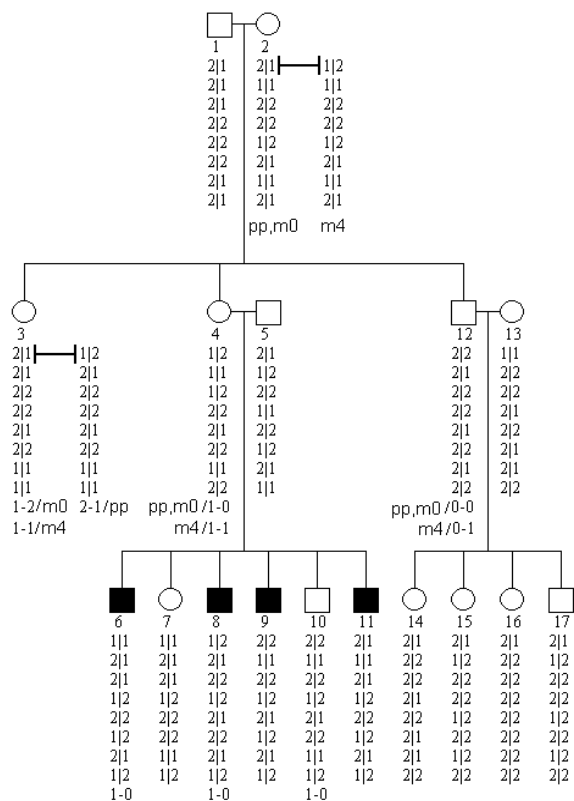 1 2
2|1 2|1 1|2
2|1 1|1 1|1
2|1 2|2 2|2
2|2 2|2 2|2
2|2 1|2 1|2
2|2 2|1 2|1
2|1 1|1 1|1
2|1 2|1 2|1
pp,m0 m4
3 4 5 12 13
2|1 1|2 1|2 2|1 2|2 1|1
2|1 2|1 1|1 1|2 2|1 2|1
2|2 2|2 1|2 2|1 2|2 2|2
2|2 2|2 2|2 2|2 2|2 2|2
2|1 2|2 2|1 1|2 2|1 2|1
2|2 2|2 2|2 2|1 2|2 2|2
1|1 1|1 2|1 2|1 2|1 2|1
1|1 1|1 2|2 1|1 2|2 2|2
1-2/m0 2-1/pp pp,m0/1-0 pp,m0/0-0
1-1/m4 m4/1-1 m4/0-1
6 7 8 9 10 11 14 15 16 17
1|1 1|1 1|2 2|2 2|2 2|1 2|1 2|1 2|1 2|1
2|1 1|1 2|1 2|1 1|1 1|1 2|2 1|2 2|2 1|2
2|1 2|1 2|1 2|1 1|1 2|1 2|2 2|2 2|2 2|2
1|2 2|2 1|2 1|2 2|2 1|2 2|2 2|2 2|2 2|2
2|2 2|2 2|1 2|1 2|1 2|1 2|2 1|2 2|2 1|2
1|2 2|2 1|2 2|2 2|2 1|2 2|2 2|2 2|2 2|2
2|1 1|1 2|1 2|1 1|1 2|1 2|1 2|1 1|2 1|2
1|2 1|2 1|2 1|2 1|2 1|2 2|2 2|2 2|2 2|2
1-0 1-0 1-0